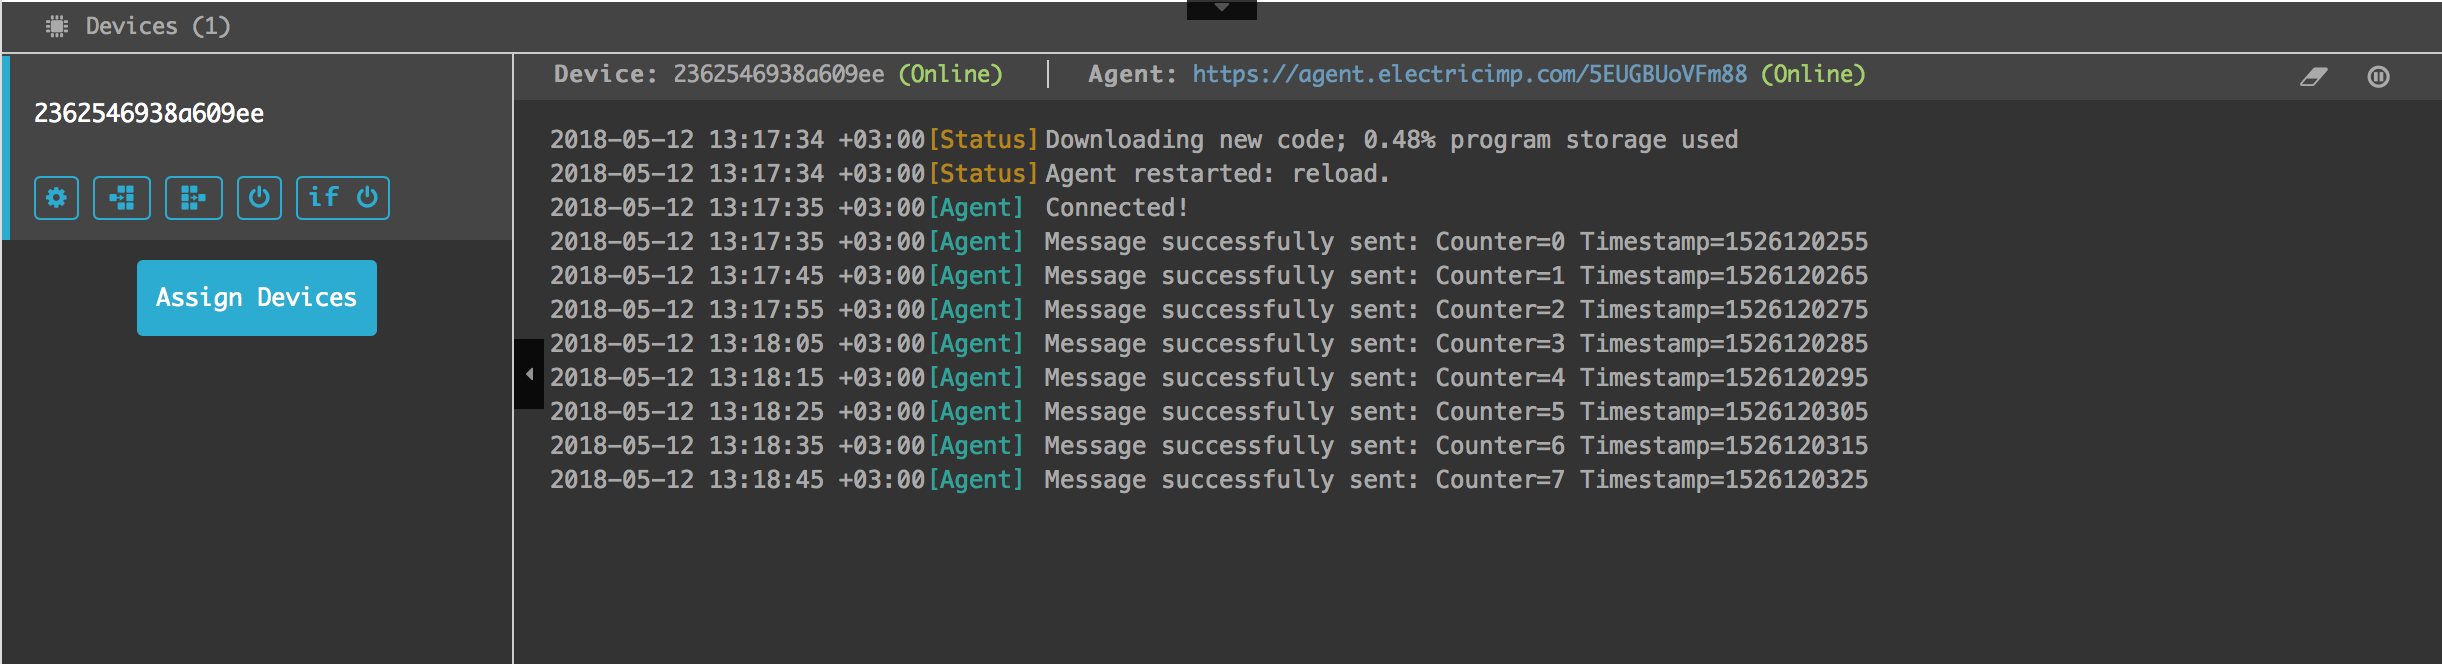 Devices (1)
2362546938a609ee
if
Assign Devices
Device: 2362546938a609ee (Online) | Agent: https://agent.electricimp.com/5EUGBUoVFm88 (Online)
2018-05-12 13:17:34 +03:00[Status] Downloading new code; 0.48% program storage used
2018-05-12 13:17:34 +03:00[Status] Agent restarted: reload.
2018-05-12 13:17:35 +03:00[Agent] Connected!
2018-05-12 13:17:35 +03:00[Agent] Message successfully sent: Counter=0 Timestamp=1526120255
2018-05-12 13:17:45 +03:00[Agent] Message successfully sent: Counter=1 Timestamp=1526120265
2018-05-12 13:17:55 +03:00[Agent] Message successfully sent: Counter=2 Timestamp=1526120275
2018-05-12 13:18:05 +03:00[Agent] Message successfully sent: Counter=3 Timestamp=1526120285
2018-05-12 13:18:15 +03:00[Agent] Message successfully sent: Counter=4 Timestamp=1526120295
2018-05-12 13:18:25 +03:00[Agent] Message successfully sent: Counter=5 Timestamp=1526120305
2018-05-12 13:18:35 +03:00[Agent] Message successfully sent: Counter=6 Timestamp=1526120315
2018-05-12 13:18:45 +03:00[Agent] Message successfully sent: Counter=7 Timestamp=1526120325